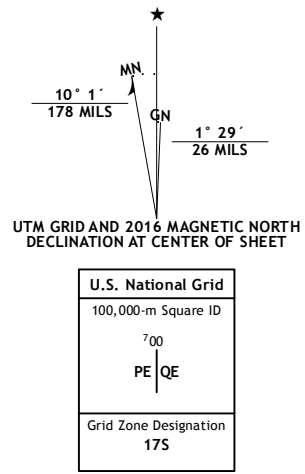 ★
MN
10° 1´
178 MILS
GN
1° 29´
26 MILS
UTM GRID AND 2016 MAGNETIC NORTH
DECLINATION AT CENTER OF SHEET
U.S. National Grid
100,000-m Square ID
⁷00
PE QE
Grid Zone Designation
17S